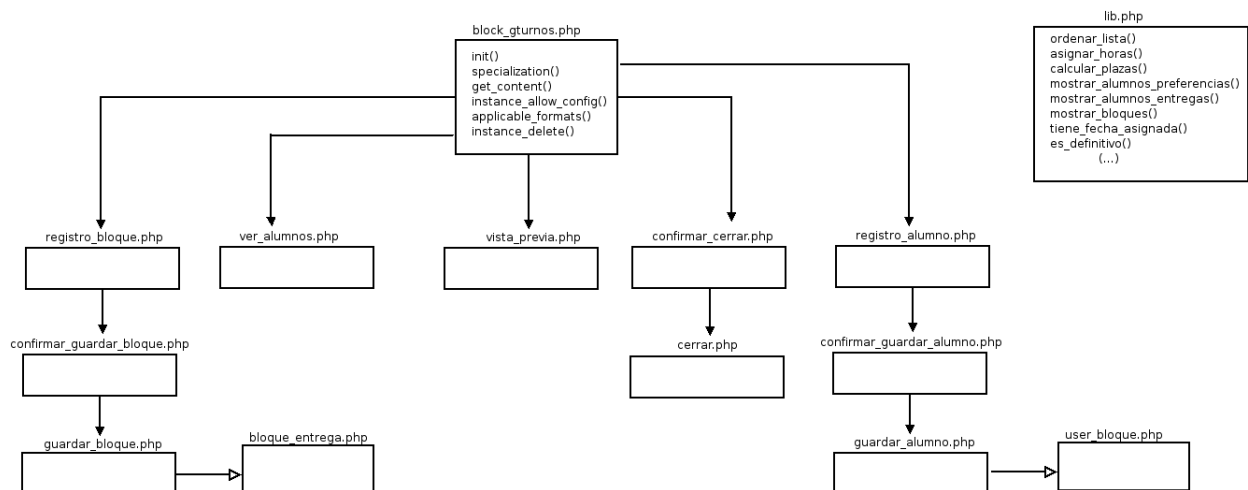 block_gturnos.php
init()
specialization()
get_content()
instance_allow_config()
applicable_formats()
instance_delete()
lib.php
ordenar_lista()
asignar_horas()
calcular_plazas()
mostrar_alumnos_preferencias()
mostrar_alumnos_entregas()
mostrar_bloques()
tiene_fecha_asignada()
es_definitivo()
(...)
registro_bloque.php
ver_alumnos.php
vista_previa.php
confirmar_cerrar.php
registro_alumno.php
confirmar_guardar_bloque.php
cerrar.php
confirmar_guardar_alumno.php
guardar_bloque.php
bloque_entrega.php
guardar_alumno.php
user_bloque.php